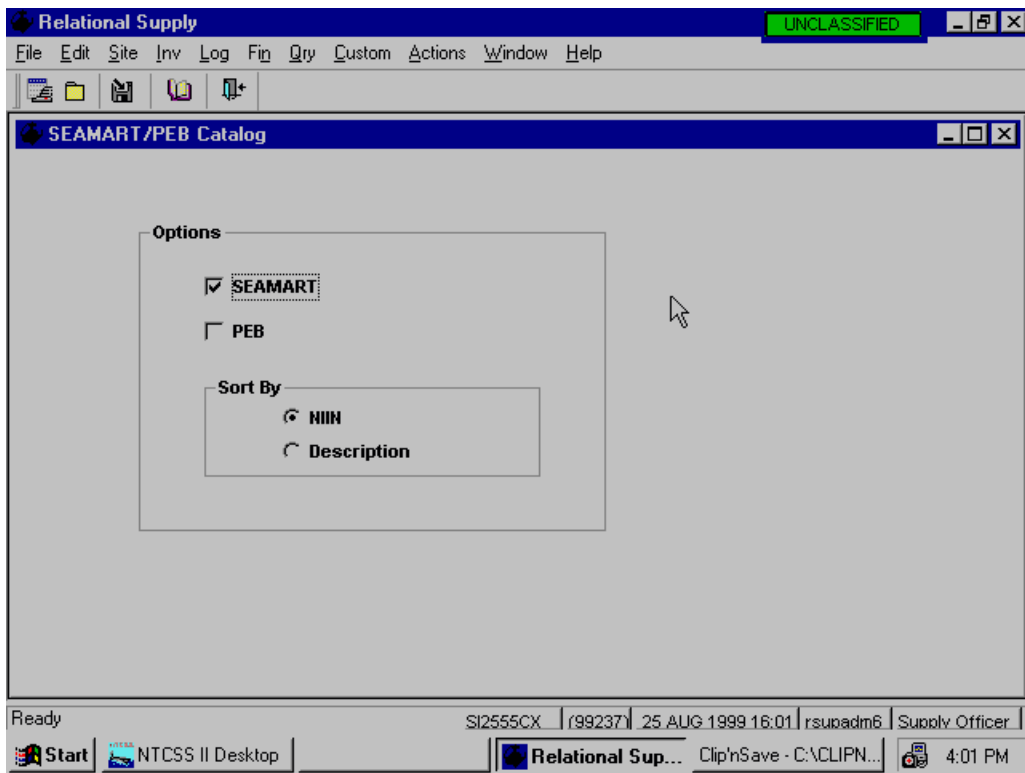 Relational Supply UNCLASSIFIED
File Edit Site Inv Log Fin Qry Custom Actions Window Help
SEAMART/PEB Catalog
Options
SEAMART
PEB
Sort By
NIIN
Description
Ready SI2555CX (99237) 25 AUG 1999 16:01 rsupadm6 Supply Officer
Start NTCSS II Desktop Relational Sup... Clip'nSave - C:\CLIPN... 4:01 PM